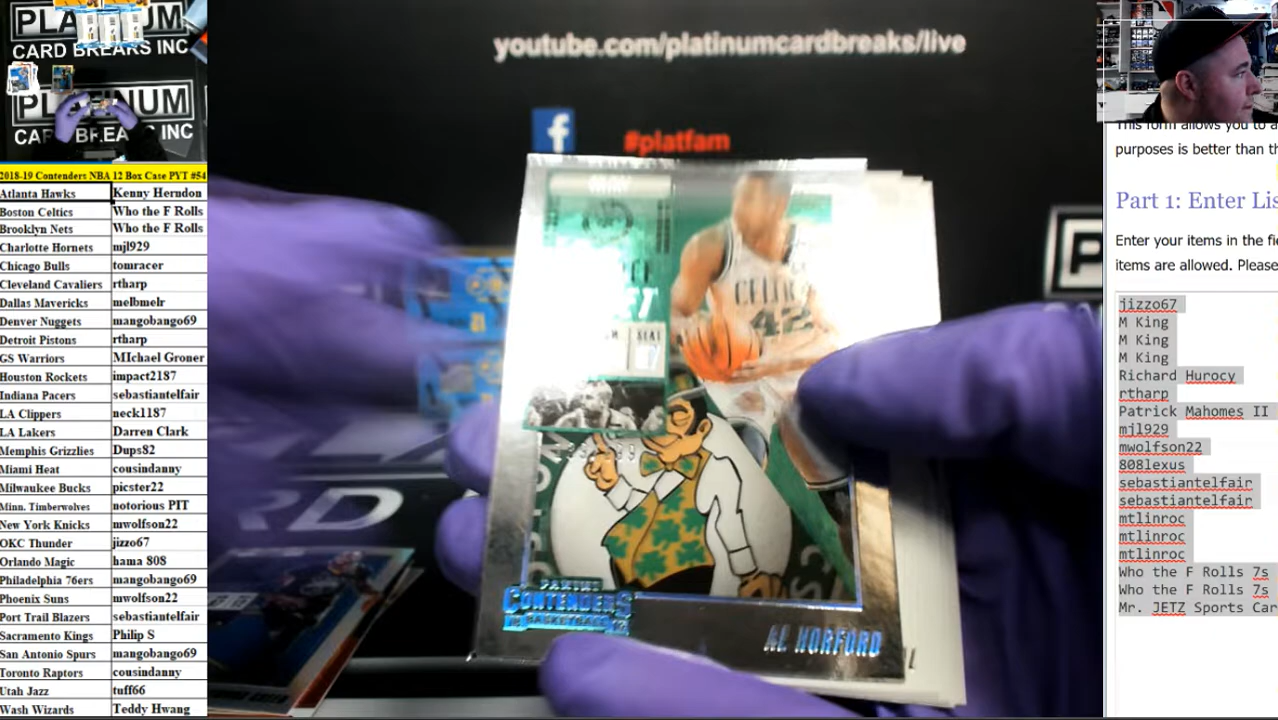 PLATINUM
CARD BREAKS INC
PLATINUM
CARD BREAKS INC
youtube.com/platinumcardbreaks/live
#platfam
CELTICS
42
PANINI
CONTENDERS
BASKETBALL
AL HORFORD
2018-19 Contenders NBA 12 Box Case PYT #54
Atlanta Hawks Kenny Herndon
Boston Celtics Who the F Rolls
Brooklyn Nets Who the F Rolls
Charlotte Hornets mjl929
Chicago Bulls tomracer
Cleveland Cavaliers rtharp
Dallas Mavericks melbmelr
Denver Nuggets mangobango69
Detroit Pistons rtharp
GS Warriors MIchael Groner
Houston Rockets impact2187
Indiana Pacers sebastiantelfair
LA Clippers neck1187
LA Lakers Darren Clark
Memphis Grizzlies Dups82
Miami Heat cousindanny
Milwaukee Bucks picster22
Minn. Timberwolves notorious PIT
New York Knicks mwolfson22
OKC Thunder jizzo67
Orlando Magic hama 808
Philadelphia 76ers mangobango69
Phoenix Suns mwolfson22
Port Trail Blazers sebastiantelfair
Sacramento Kings Philip S
San Antonio Spurs mangobango69
Toronto Raptors cousindanny
Utah Jazz tuff66
Wash Wizards Teddy Hwang
This form allows you to a
purposes is better than th
Part 1: Enter Lis
Enter your items in the fie
items are allowed. Please
jizzo67
M King
M King
M King
Richard Hurocy
rtharp
Patrick Mahomes II
mjl929
mwolfson22
808lexus
sebastiantelfair
sebastiantelfair
mtlinroc
mtlinroc
mtlinroc
Who the F Rolls 7s
Who the F Rolls 7s
Mr. JETZ Sports Car